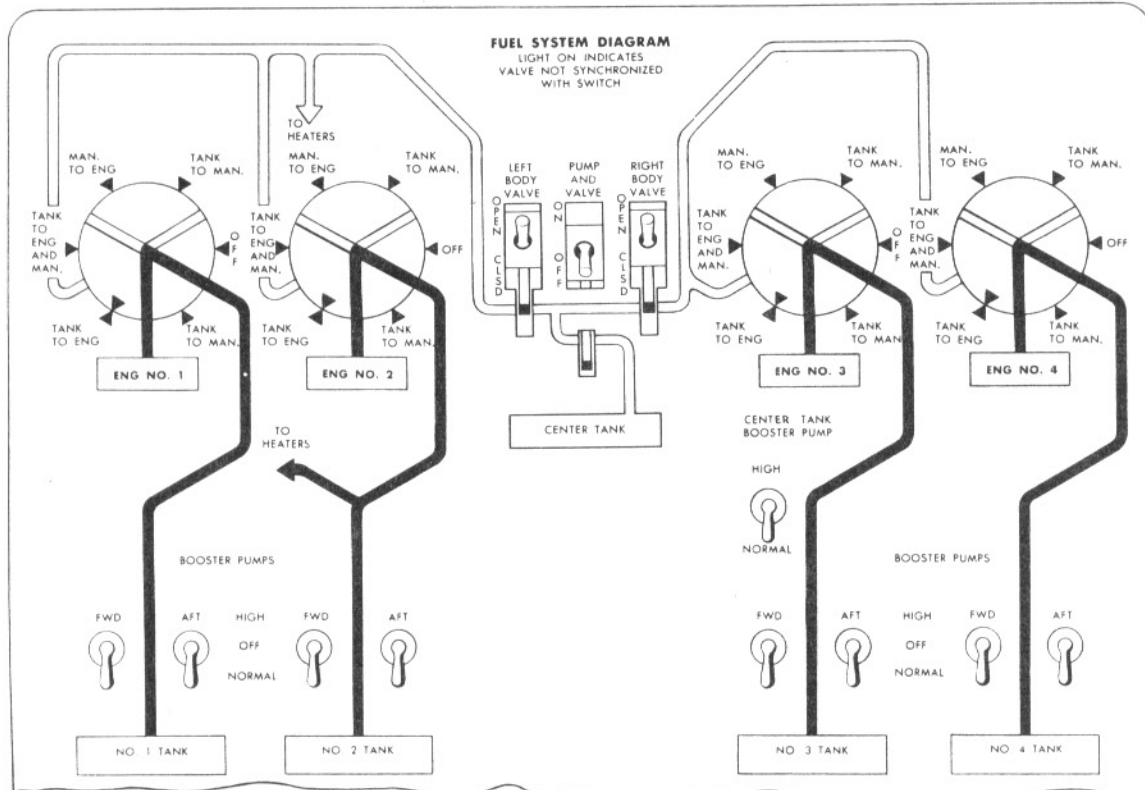 FUEL SYSTEM DIAGRAM
LIGHT ON INDICATES
VALVE NOT SYNCHRONIZED
WITH SWITCH
TO
HEATERS
MAN.
TO ENG
TANK
TO MAN.
TANK
TO
ENG
AND
MAN.
OFF
TANK
TO ENG
TANK
TO MAN.
ENG NO. 1
MAN.
TO ENG
TANK
TO MAN.
TANK
TO
ENG
AND
MAN.
OFF
TANK
TO ENG
TANK
TO MAN.
ENG NO. 2
LEFT
BODY
VALVE
OPEN
CLSD
PUMP
AND
VALVE
ON
OFF
RIGHT
BODY
VALVE
OPEN
CLSD
CENTER TANK
MAN.
TO ENG
TANK
TO MAN.
TANK
TO
ENG
AND
MAN.
OFF
TANK
TO ENG
TANK
TO MAN.
ENG NO. 3
MAN.
TO ENG
TANK
TO MAN.
TANK
TO
ENG
AND
MAN.
OFF
TANK
TO ENG
TANK
TO MAN.
ENG NO. 4
TO
HEATERS
CENTER TANK
BOOSTER PUMP
HIGH
NORMAL
BOOSTER PUMPS
FWD
AFT
HIGH
OFF
NORMAL
FWD
AFT
BOOSTER PUMPS
FWD
AFT
HIGH
OFF
NORMAL
FWD
AFT
NO. 1 TANK
NO. 2 TANK
NO 3 TANK
NO. 4 TANK